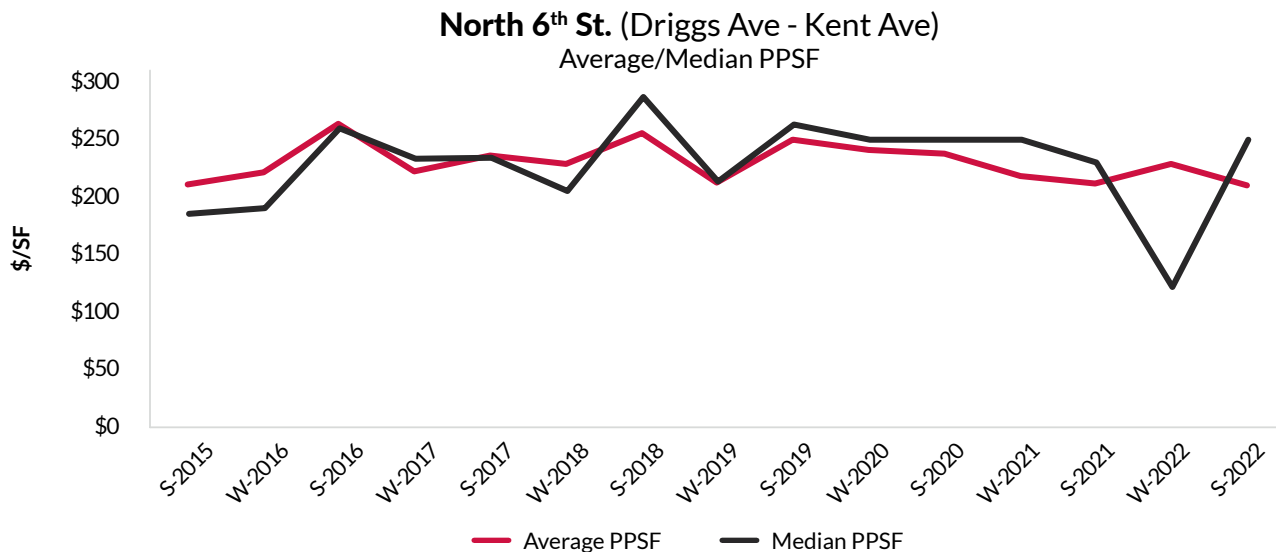 North 6th St. (Driggs Ave - Kent Ave)
Average/Median PPSF
$300
$250
$200
$150
$100
$50
$0
$/SF
S-2015
W-2016
S-2016
W-2017
S-2017
W-2018
S-2018
W-2019
S-2019
W-2020
S-2020
W-2021
S-2021
W-2022
S-2022
Average PPSF
Median PPSF